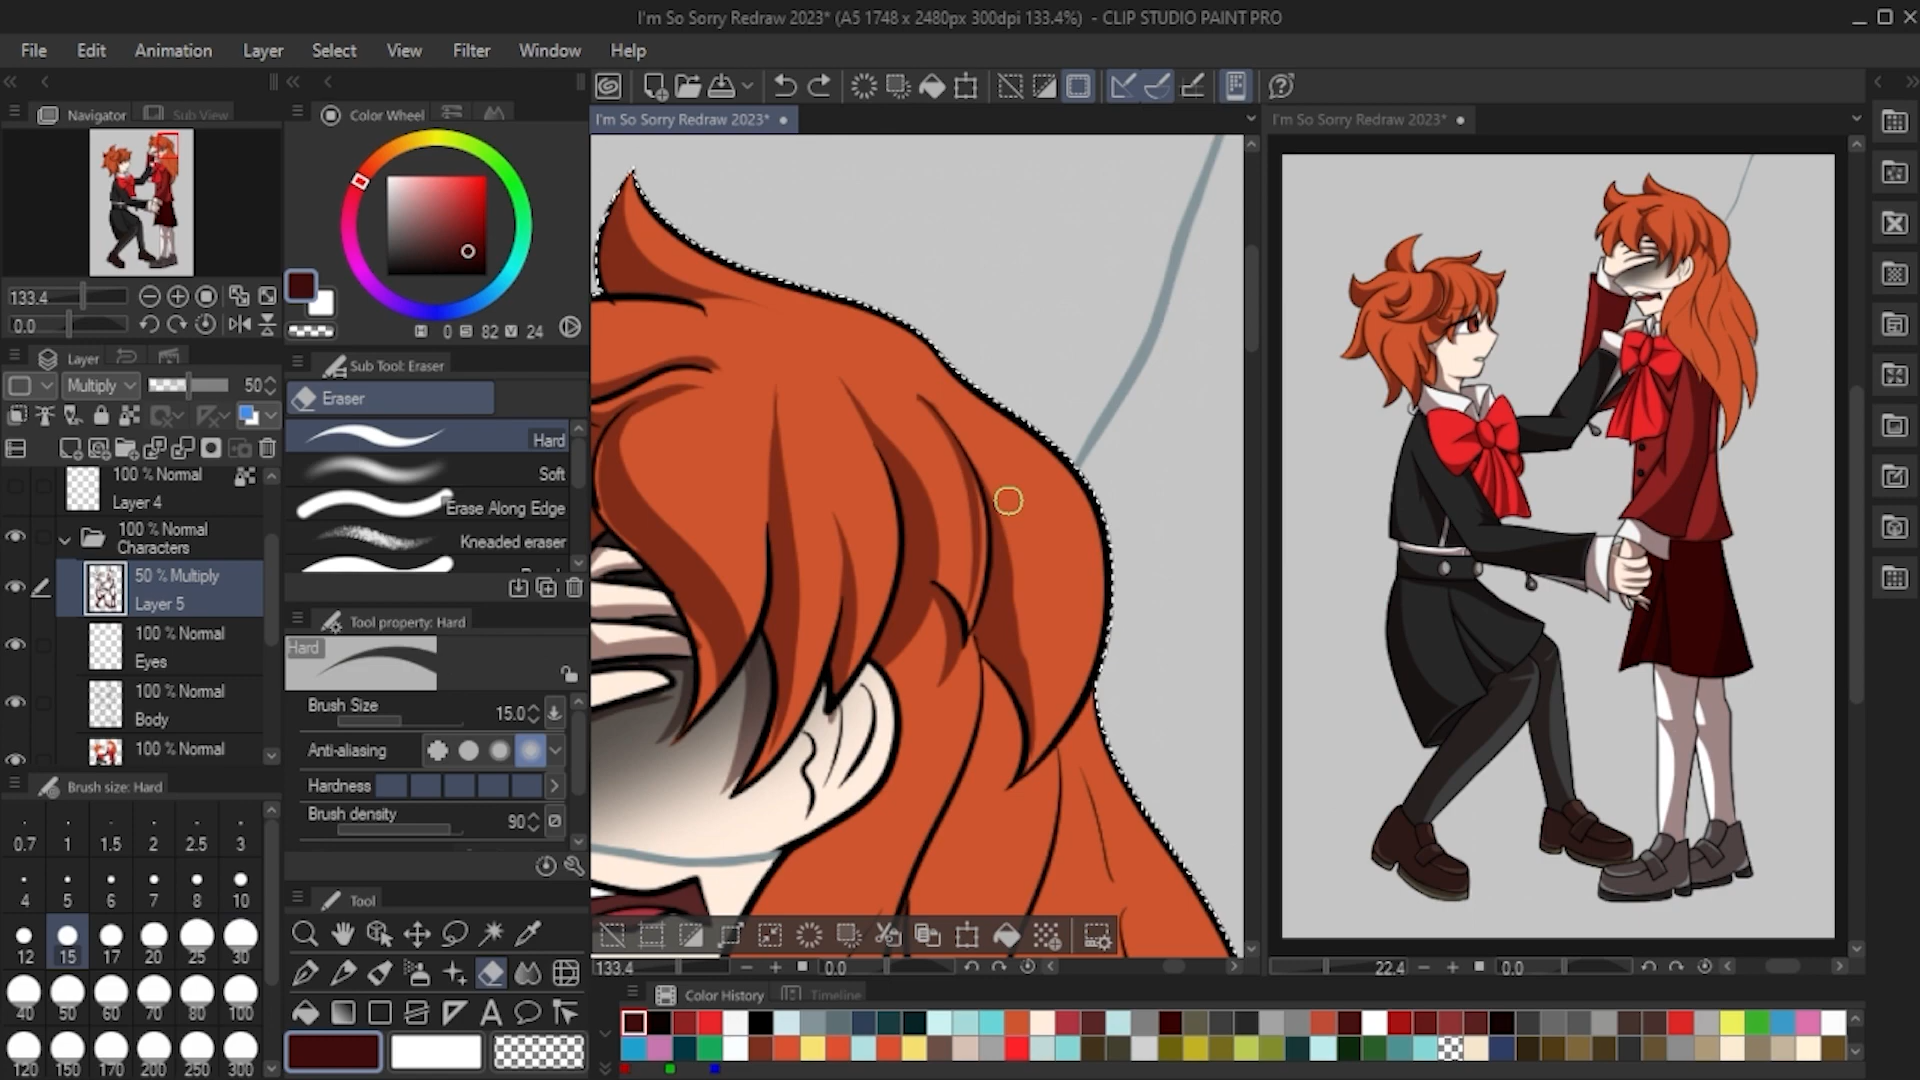 I'm So Sorry Redraw 2023* (A5 1748 x 2480px 300dpi 133.4%) - CLIP STUDIO PAINT PRO
File Edit Animation Layer Select View Filter Window Help
Navigator Sub View
Color Wheel
I'm So Sorry Redraw 2023*
I'm So Sorry Redraw 2023*
133.4
0.0
H 0 S 82 V 24
Layer
Multiply 50
100 % Normal
Layer 4
100 % Normal
Characters
50 % Multiply
Layer 5
100 % Normal
Eyes
100 % Normal
Body
100 % Normal
Sub Tool: Eraser
Eraser
Hard
Soft
Erase Along Edge
Kneaded eraser
Tool property: Hard
Hard
Brush Size 15.0
Anti-aliasing
Hardness
Brush density 90
Brush size: Hard
0.7 1 1.5 2 2.5 3
4 5 6 7 8 10
12 15 17 20 25 30
40 50 60 70 80 100
120 150 170 200 250 300
Tool
A
133.4 0.0
22.4 0.0
Color History Timeline